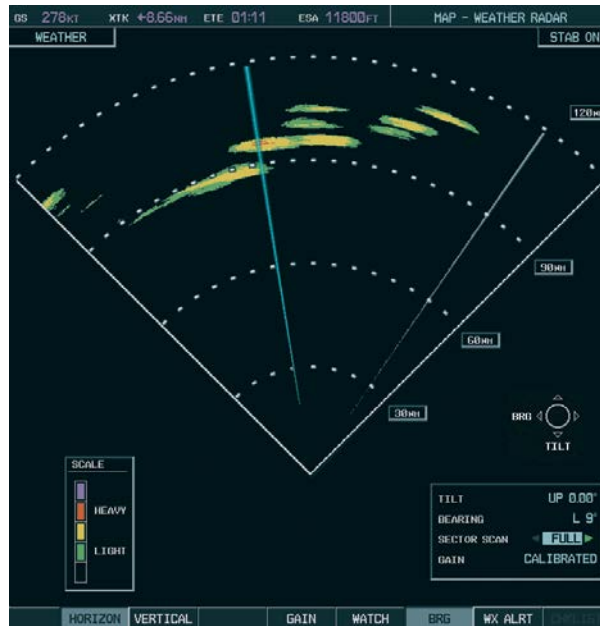 GS 278KT XTK ←8.66NM ETE 01:11 ESA 11800FT MAP - WEATHER RADAR
WEATHER
STAB ON
120NM
90NM
60NM
30NM
BRG
TILT
SCALE
HEAVY
LIGHT
TILT UP 0.00°
BEARING L 9°
SECTOR SCAN FULL
GAIN CALIBRATED
HORIZON VERTICAL GAIN WATCH BRG WX ALRT